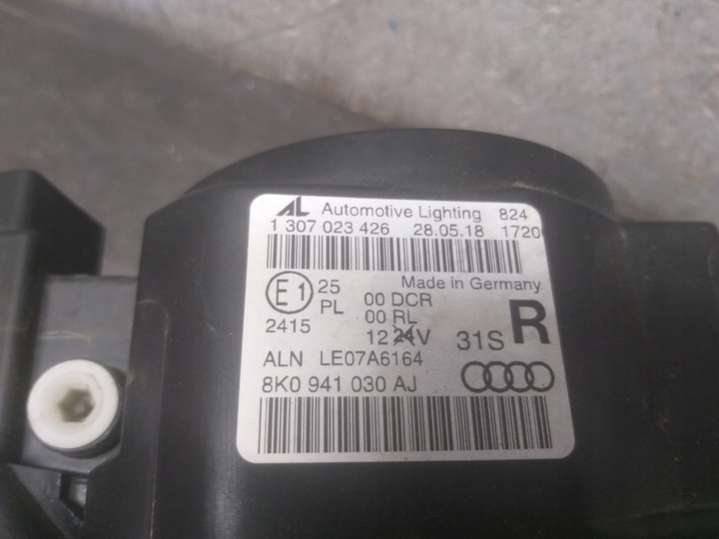 AL Automotive Lighting 824
1 307 023 426 28.05.18 1720
Made in Germany
E1 25 00 DCR
PL 00 RL
2415 12 24V 31S R
ALN LE07A6164
8K0 941 030 AJ